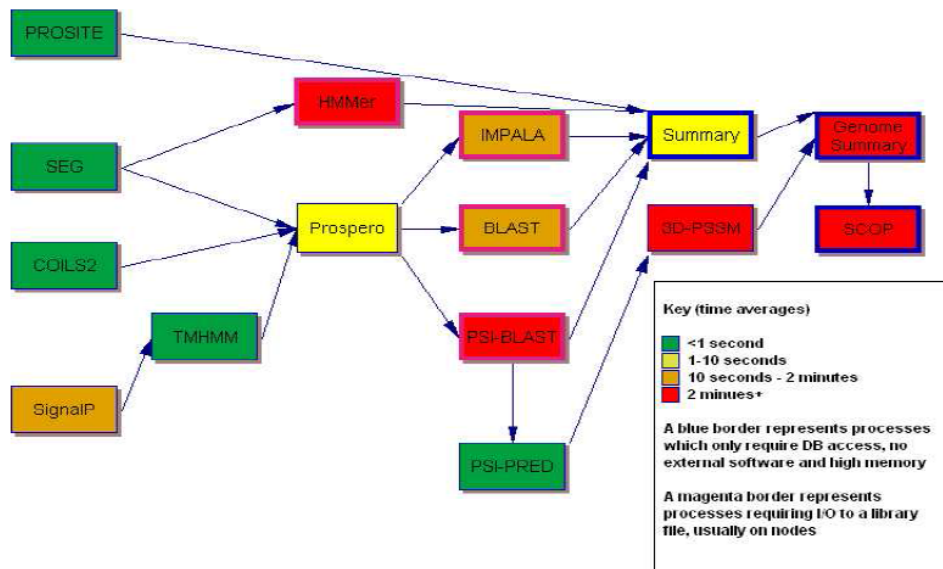 PROSITE
HMMer
IMPALA
Summary
Genome
Summary
SEG
Prospero
BLAST
3D-PSSM
SCOP
COILS2
TMHMM
PSI-BLAST
SignalP
PSI-PRED
Key (time averages)
<1 second
1-10 seconds
10 seconds - 2 minutes
2 minues+
A blue border represents processes
which only require DB access, no
external software and high memory
A magenta border represents
processes requiring I/O to a library
file, usually on nodes